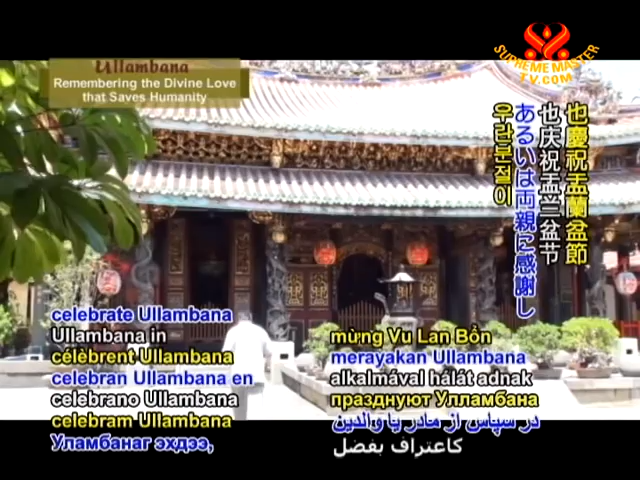 Ullambana
Remembering the Divine Love
that Saves Humanity
SUPREME MASTER
TV.COM
也慶祝盂蘭盆節
也庆祝盂兰盆节
あるいは両親に感謝し
우란분절이
celebrate Ullambana
Ullambana in
célèbrent Ullambana
celebran Ullambana en
celebrano Ullambana
celebram Ullambana
Уламбанаг эхдээ,
mừng Vu Lan Bồn
merayakan Ullambana
alkalmával hálát adnak
празднуют Улламбана
در سپاس از مادر یا والدین
كاعتراف بفضل